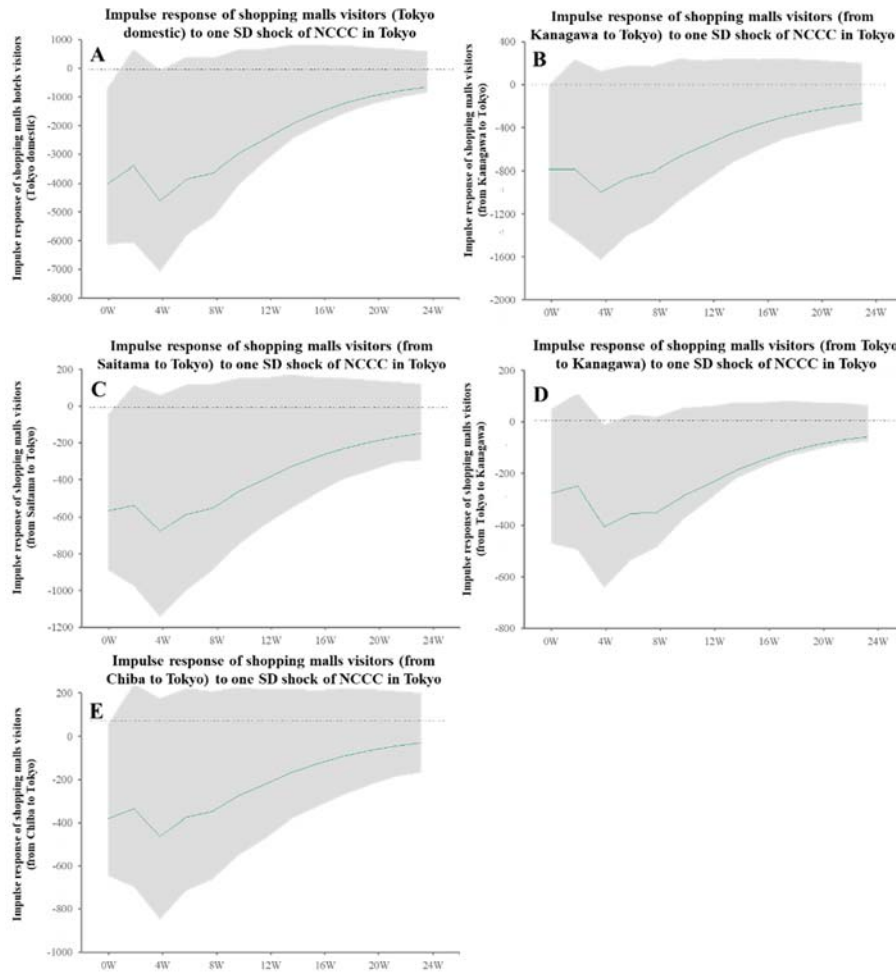 Impulse response of shopping malls visitors (Tokyo
domestic) to one SD shock of NCCC in Tokyo
A
Impulse response of shopping malls hotels visitors
(Tokyo domestic)
1000
0
-1000
-2000
-3000
-4000
-5000
-6000
-7000
-8000
0W 4W 8W 12W 16W 20W 24W
Impulse response of shopping malls visitors (from
Kanagawa to Tokyo) to one SD shock of NCCC in Tokyo
B
Impulse response of shopping malls visitors
(from Kanagawa to Tokyo)
400
0
-400
-800
-1200
-1600
-2000
0W 4W 8W 12W 16W 20W 24W
Impulse response of shopping malls visitors (from
Saitama to Tokyo) to one SD shock of NCCC in Tokyo
C
Impulse response of shopping malls visitors
(from Saitama to Tokyo)
200
0
-200
-400
-600
-800
-1000
-1200
0W 4W 8W 12W 16W 20W 24W
Impulse response of shopping malls visitors (from Tokyo
to Kanagawa) to one SD shock of NCCC in Tokyo
D
Impulse response of shopping malls visitors
(from Tokyo to Kanagawa)
200
0
-200
-400
-600
-800
0W 4W 8W 12W 16W 20W 24W
Impulse response of shopping malls visitors (from
Chiba to Tokyo) to one SD shock of NCCC in Tokyo
E
Impulse response of shopping malls visitors
(from Chiba to Tokyo)
200
0
-200
-400
-600
-800
-1000
0W 4W 8W 12W 16W 20W 24W